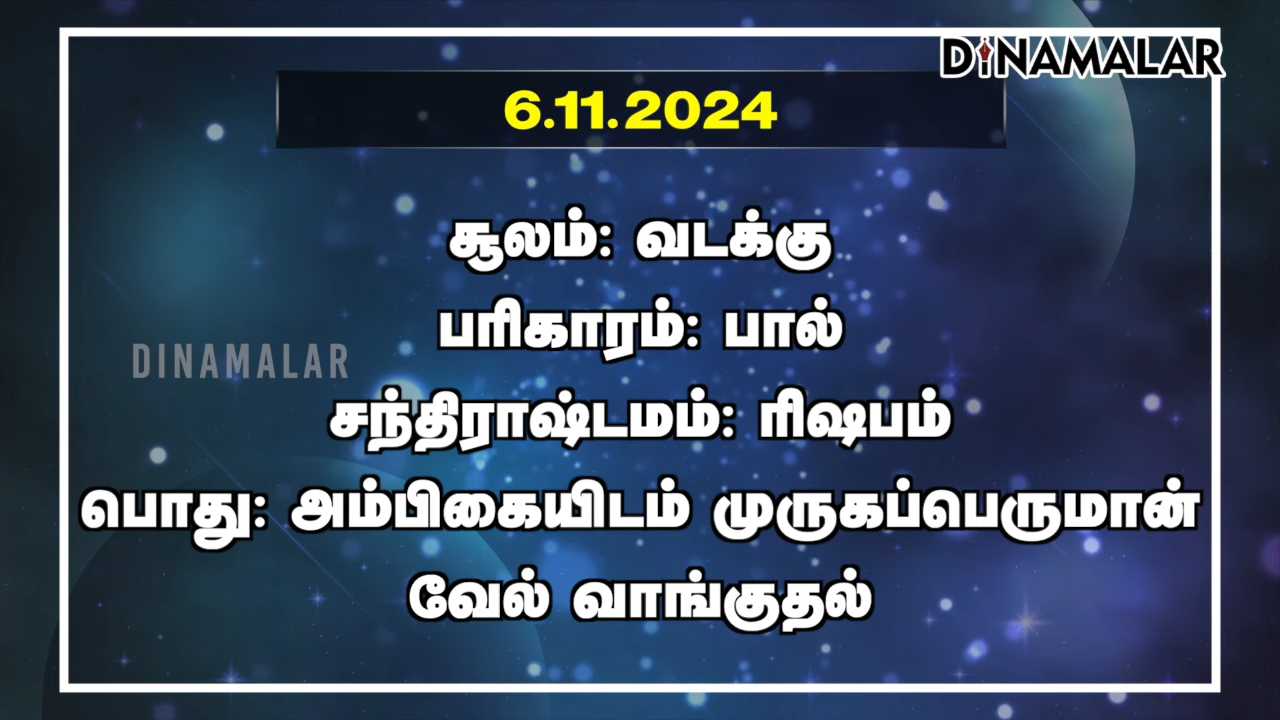 DINAMALAR
6.11.2024
சூலம்: வடக்கு
பரிகாரம்: பால்
DINAMALAR
சந்திராஷ்டமம்: ரிஷபம்
பொது: அம்பிகையிடம் முருகப்பெருமான்
வேல் வாங்குதல்